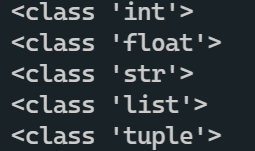 <class 'int'>
<class 'float'>
<class 'str'>
<class 'list'>
<class 'tuple'>